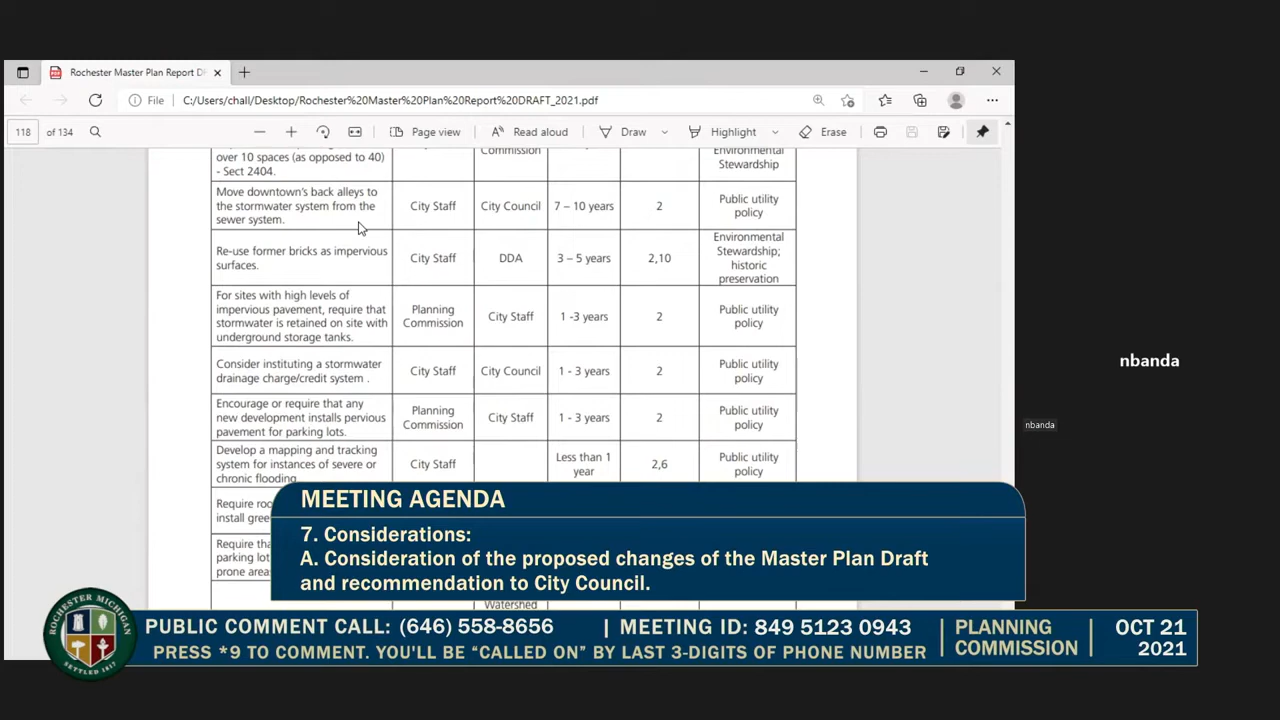 Rochester Master Plan Report D
File C:/Users/chall/Desktop/Rochester%20Master%20Plan%20Report%20DRAFT_2021.pdf
118 of 134 Page view Read aloud Draw Highlight Erase
over 10 spaces (as opposed to 40)
- Sect 2404.
Commission
Environmental
Stewardship
Move downtown's back alleys to
the stormwater system from the
sewer system.
City Staff
City Council
7 – 10 years
2
Public utility
policy
Re-use former bricks as impervious
surfaces.
City Staff
DDA
3 – 5 years
2,10
Environmental
Stewardship;
historic
preservation
For sites with high levels of
impervious pavement, require that
stormwater is retained on site with
underground storage tanks.
Planning
Commission
City Staff
1 -3 years
2
Public utility
policy
Consider instituting a stormwater
drainage charge/credit system .
City Staff
City Council
1 - 3 years
2
Public utility
policy
Encourage or require that any
new development installs pervious
pavement for parking lots.
Planning
Commission
City Staff
1 - 3 years
2
Public utility
policy
Develop a mapping and tracking
system for instances of severe or
chronic flooding
City Staff
Less than 1
year
2,6
Public utility
policy
Require
install
Require
parking
prone
Watershed
MEETING AGENDA
7. Considerations:
A. Consideration of the proposed changes of the Master Plan Draft
and recommendation to City Council.
nbanda
nbanda
ROCHESTER MICHIGAN
SETTLED 1817
PUBLIC COMMENT CALL: (646) 558-8656 | MEETING ID: 849 5123 0943
PRESS *9 TO COMMENT. YOU'LL BE “CALLED ON” BY LAST 3-DIGITS OF PHONE NUMBER
PLANNING
COMMISSION
OCT 21
2021